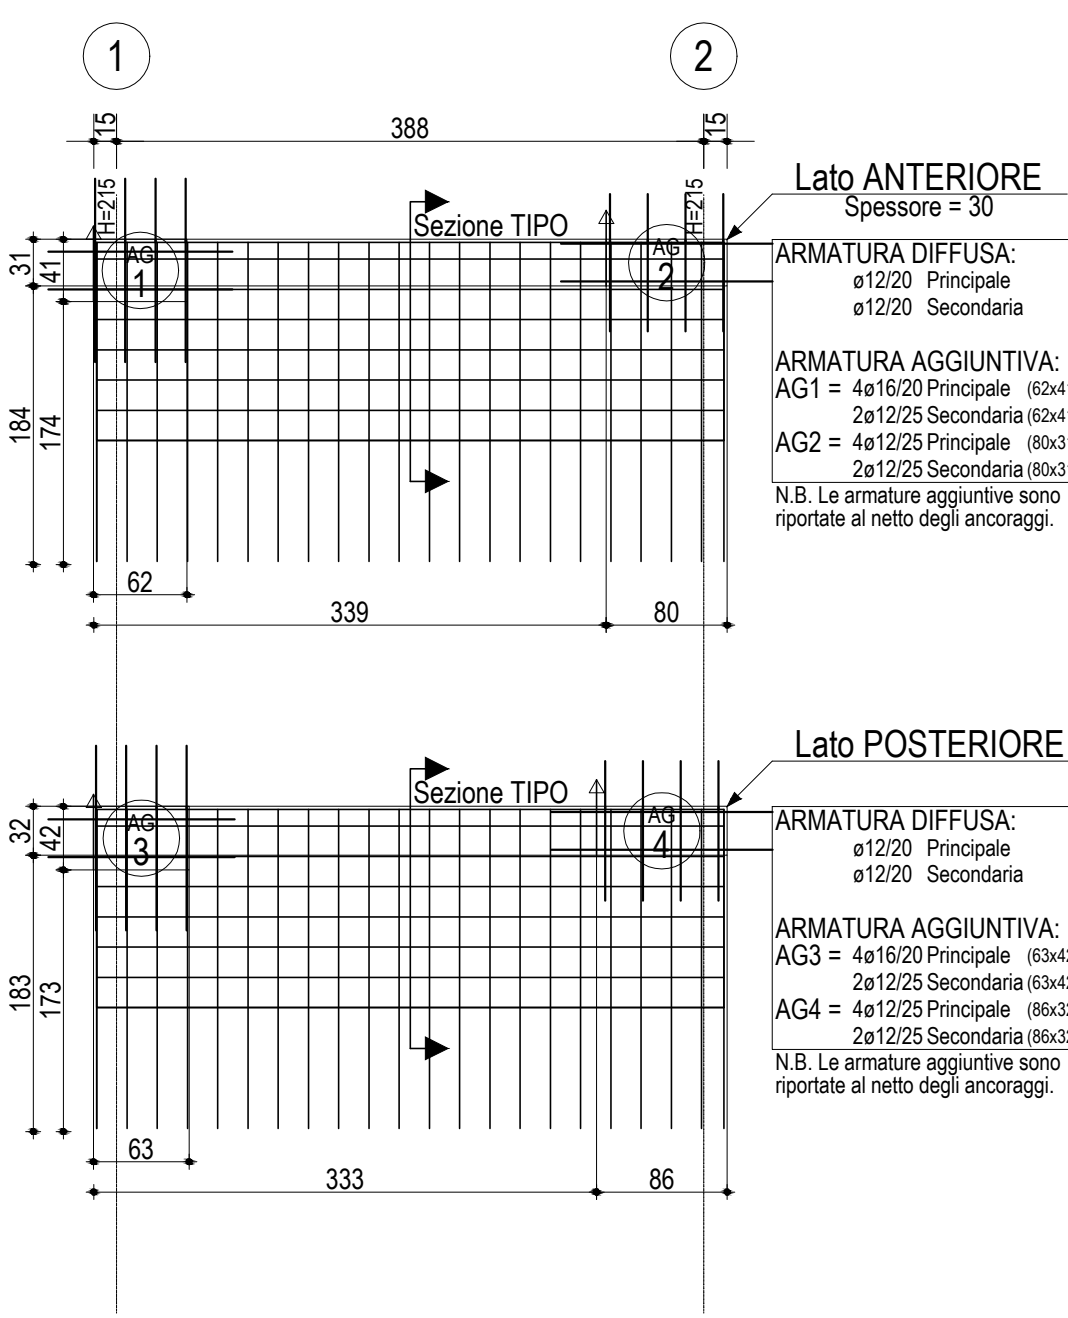 1
2
15
388
15
H=215
H=215
Lato ANTERIORE
Spessore = 30
Sezione TIPO
AG
1
AG
2
31
41
184
174
ARMATURA DIFFUSA:
ø12/20 Principale
ø12/20 Secondaria
ARMATURA AGGIUNTIVA:
AG1 = 4ø16/20 Principale
2ø12/25 Secondaria
AG2 = 4ø12/25 Principale
2ø12/25 Secondaria
N.B. Le armature aggiuntive sono
riportate al netto degli ancoraggi.
62
339
80
Lato POSTERIORE
Sezione TIPO
AG
3
AG
4
32
42
183
173
ARMATURA DIFFUSA:
ø12/20 Principale
ø12/20 Secondaria
ARMATURA AGGIUNTIVA:
AG3 = 4ø16/20 Principale
2ø12/25 Secondaria
AG4 = 4ø12/25 Principale
2ø12/25 Secondaria
N.B. Le armature aggiuntive sono
riportate al netto degli ancoraggi.
63
333
86